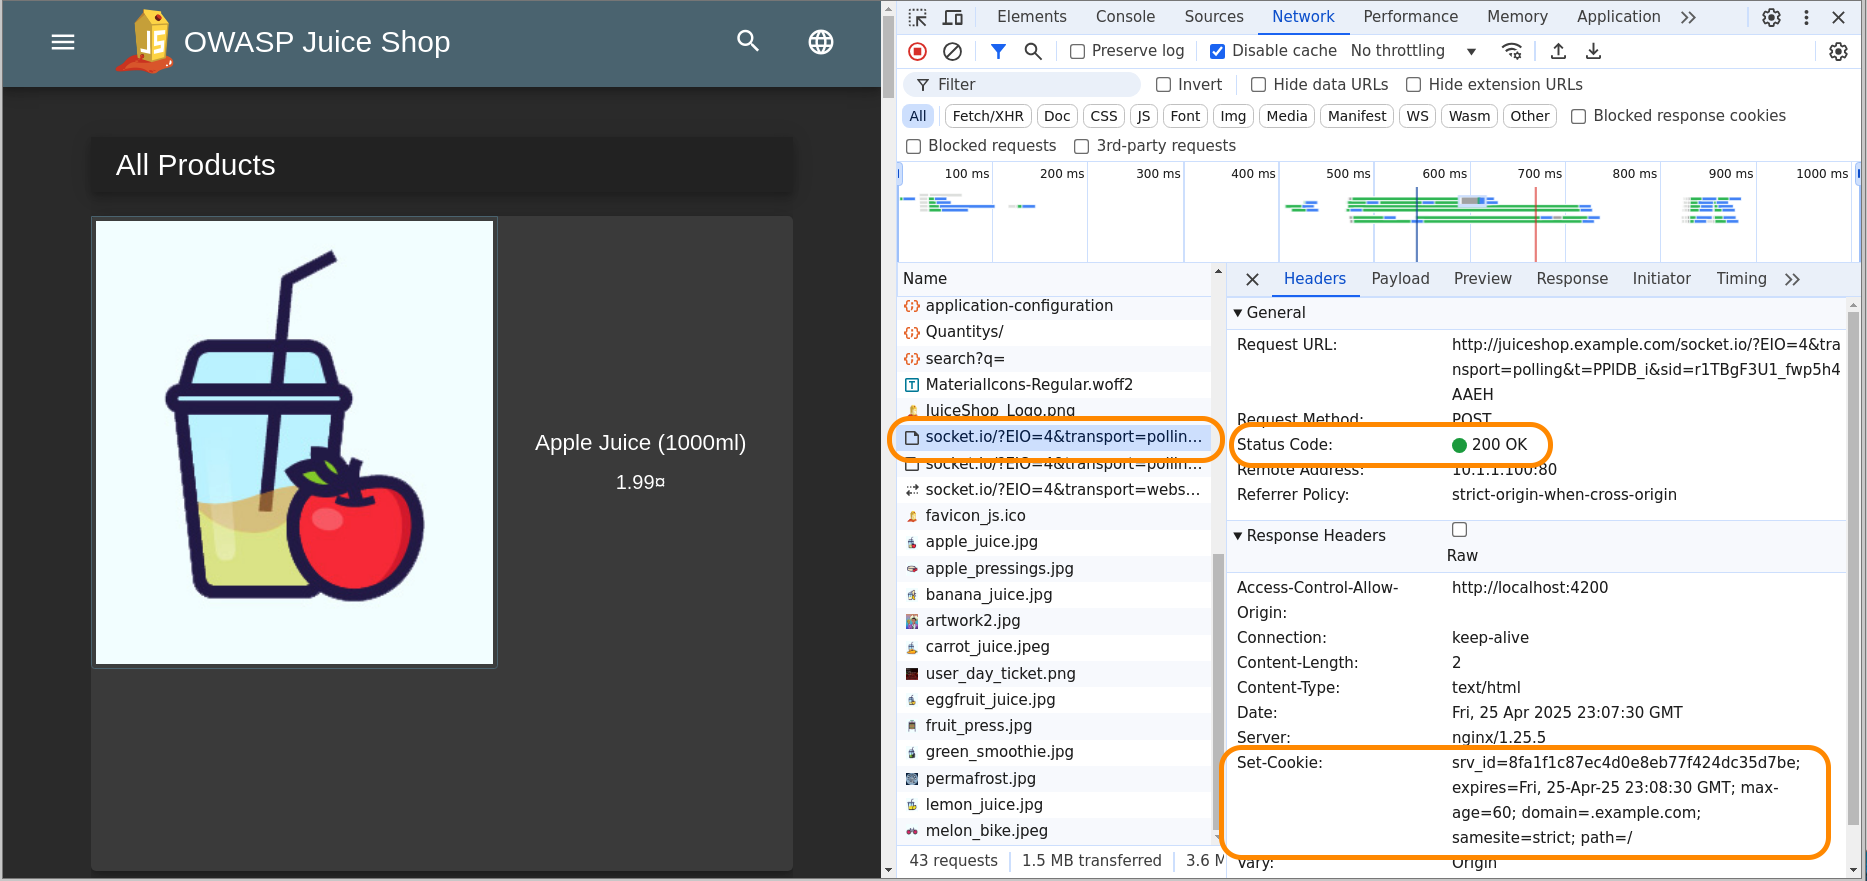 OWASP Juice Shop
All Products
Apple Juice (1000ml)
1.99¤
Elements Console Sources Network Performance Memory Application
Preserve log Disable cache No throttling
Filter Invert Hide data URLs Hide extension URLs
All Fetch/XHR Doc CSS JS Font Img Media Manifest WS Wasm Other Blocked response cookies
Blocked requests 3rd-party requests
100 ms 200 ms 300 ms 400 ms 500 ms 600 ms 700 ms 800 ms 900 ms 1000 ms
Name
application-configuration
Quantitys/
search?q=
MaterialIcons-Regular.woff2
JuiceShop_Logo.png
socket.io/?EIO=4&transport=pollin...
socket.io/?EIO=4&transport=pollin...
socket.io/?EIO=4&transport=webs...
favicon_js.ico
apple_juice.jpg
apple_pressings.jpg
banana_juice.jpg
artwork2.jpg
carrot_juice.jpeg
user_day_ticket.png
eggfruit_juice.jpg
fruit_press.jpg
green_smoothie.jpg
permafrost.jpg
lemon_juice.jpg
melon_bike.jpeg
43 requests 1.5 MB transferred 3.6 M
Headers Payload Preview Response Initiator Timing
General
Request URL: http://juiceshop.example.com/socket.io/?EIO=4&tra
nsport=polling&t=PPlDB_i&sid=r1TBgF3U1_fwp5h4
AAEH
Request Method: POST
Status Code: 200 OK
Remote Address: 10.1.1.100:80
Referrer Policy: strict-origin-when-cross-origin
Response Headers
Raw
Access-Control-Allow- http://localhost:4200
Origin:
Connection: keep-alive
Content-Length: 2
Content-Type: text/html
Date: Fri, 25 Apr 2025 23:07:30 GMT
Server: nginx/1.25.5
Set-Cookie: srv_id=8fa1f1c87ec4d0e8eb77f424dc35d7be;
expires=Fri, 25-Apr-25 23:08:30 GMT; max-
age=60; domain=.example.com;
samesite=strict; path=/
Vary: Origin